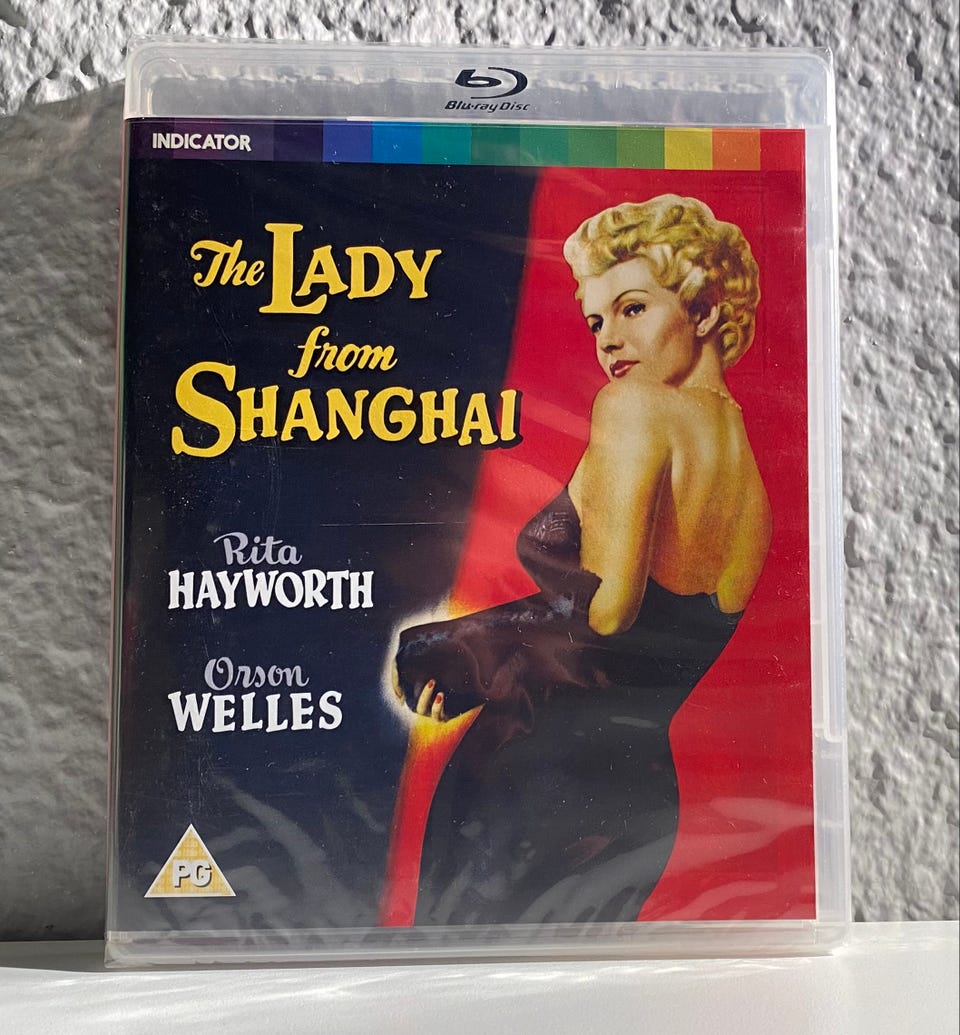 Blu-ray Disc
INDICATOR
The LADY
from
SHANGHAI
Rita
HAYWORTH
Orson
WELLES
PG